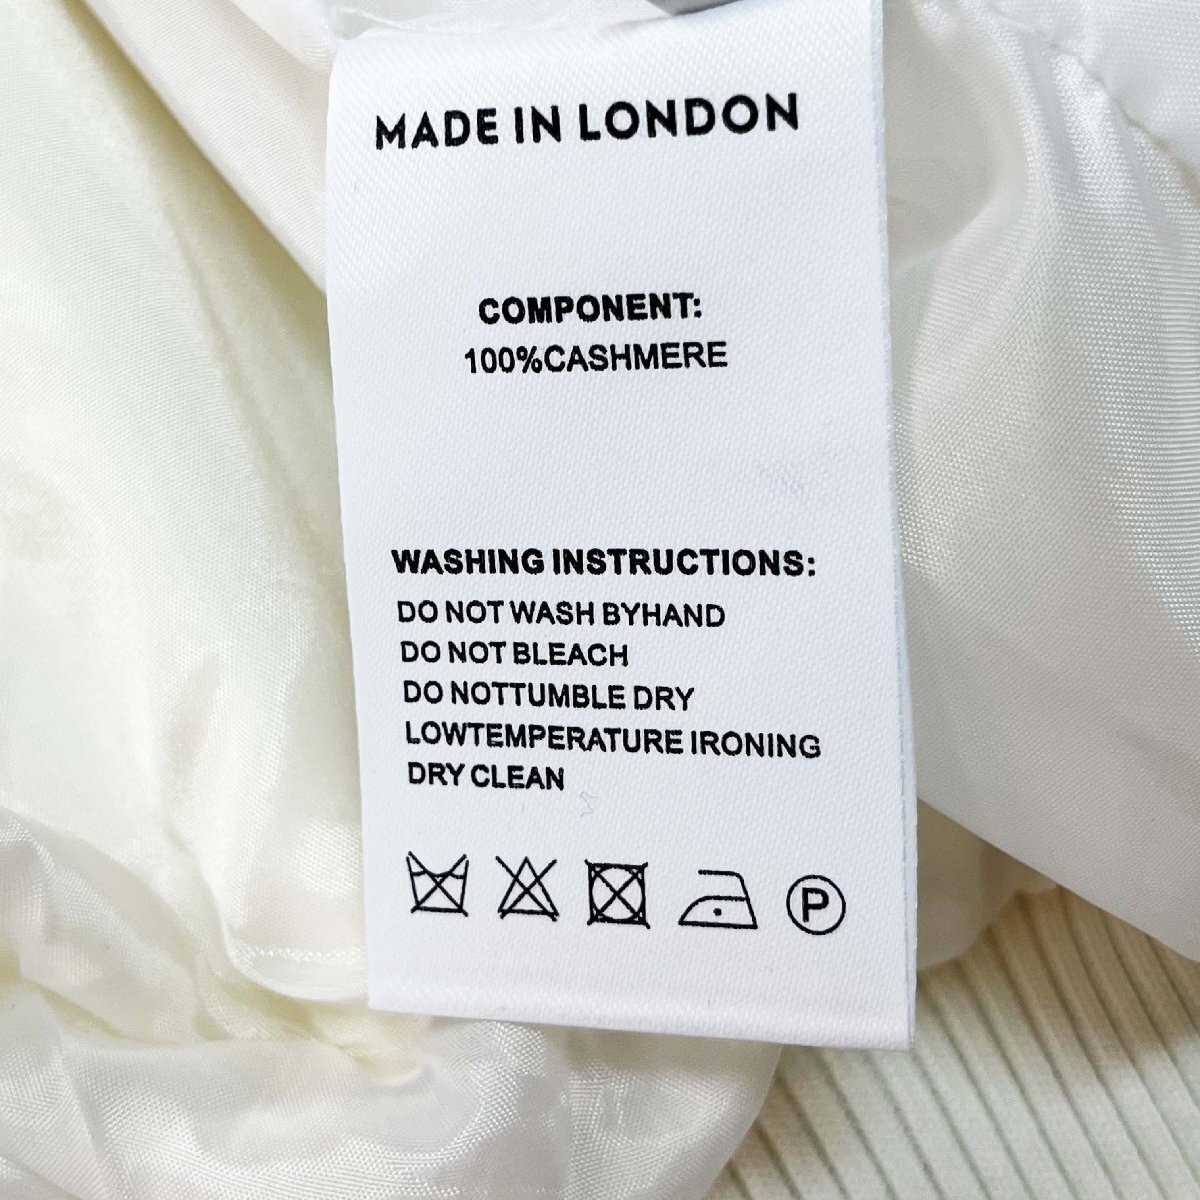 MADE IN LONDON
COMPONENT:
100%CASHMERE
WASHING INSTRUCTIONS:
DO NOT WASH BYHAND
DO NOT BLEACH
DO NOTTUMBLE DRY
LOWTEMPERATURE IRONING
DRY CLEAN
P